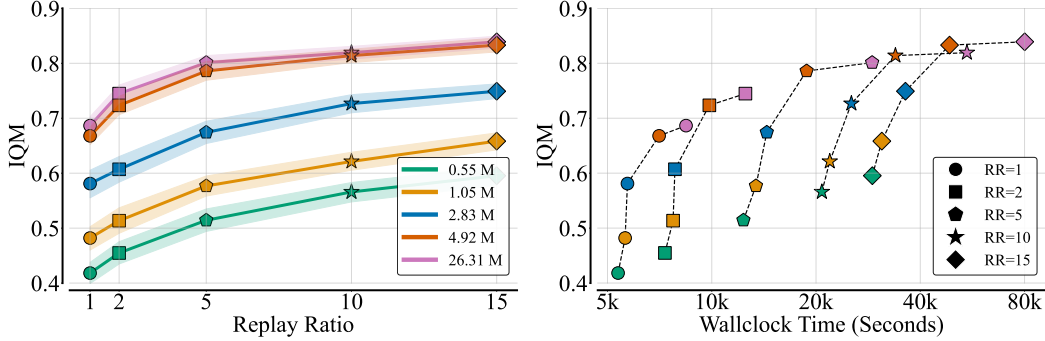 0.9
0.8
0.7
0.6
0.5
0.4
IQM
1 2 5 10 15
Replay Ratio
0.55 M
1.05 M
2.83 M
4.92 M
26.31 M
0.9
0.8
0.7
0.6
0.5
0.4
IQM
5k 10k 20k 40k 80k
Wallclock Time (Seconds)
RR=1
RR=2
RR=5
RR=10
RR=15